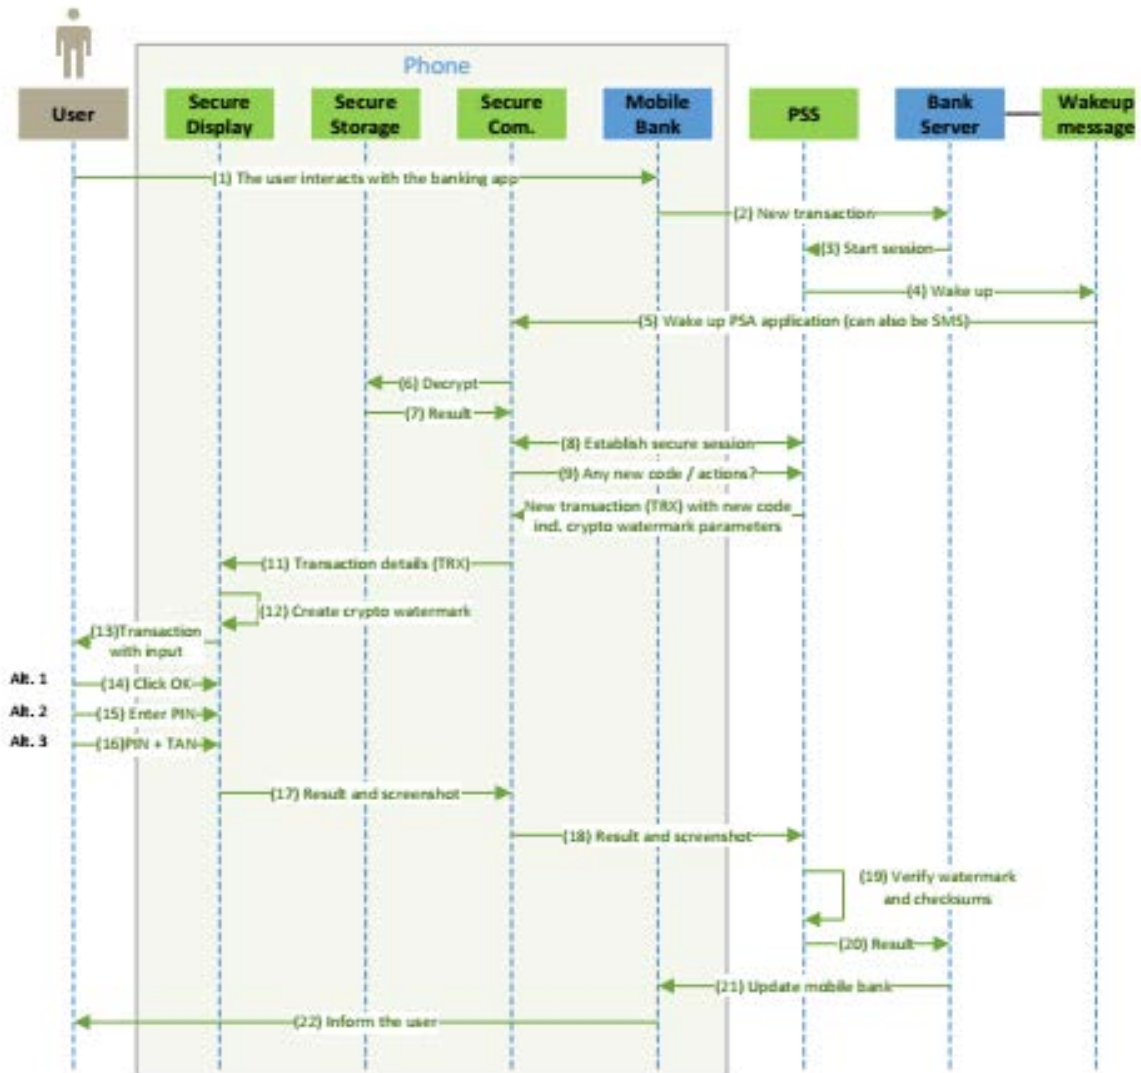 Phone
User
Secure
Display
Secure
Storage
Secure
Com.
Mobile
Bank
PSS
Bank
Server
Wakeup
message
(1) The user interacts with the banking app
(2) New transaction
(3) Start session
(4) Wake up
(5) Wake up PSA application (can also be SMS)
(6) Decrypt
(7) Result
(8) Establish secure session
(9) Any new code / actions?
New transaction (TRX) with new code
incl. crypto watermark parameters
(11) Transaction details (TRX)
(12) Create crypto watermark
(13)Transaction
with input
Alt. 1
(14) Click OK
Alt. 2
(15) Enter PIN
Alt. 3
(16)PIN + TAN
(17) Result and screenshot
(18) Result and screenshot
(19) Verify watermark
and checksums
(20) Result
(21) Update mobile bank
(22) Inform the user